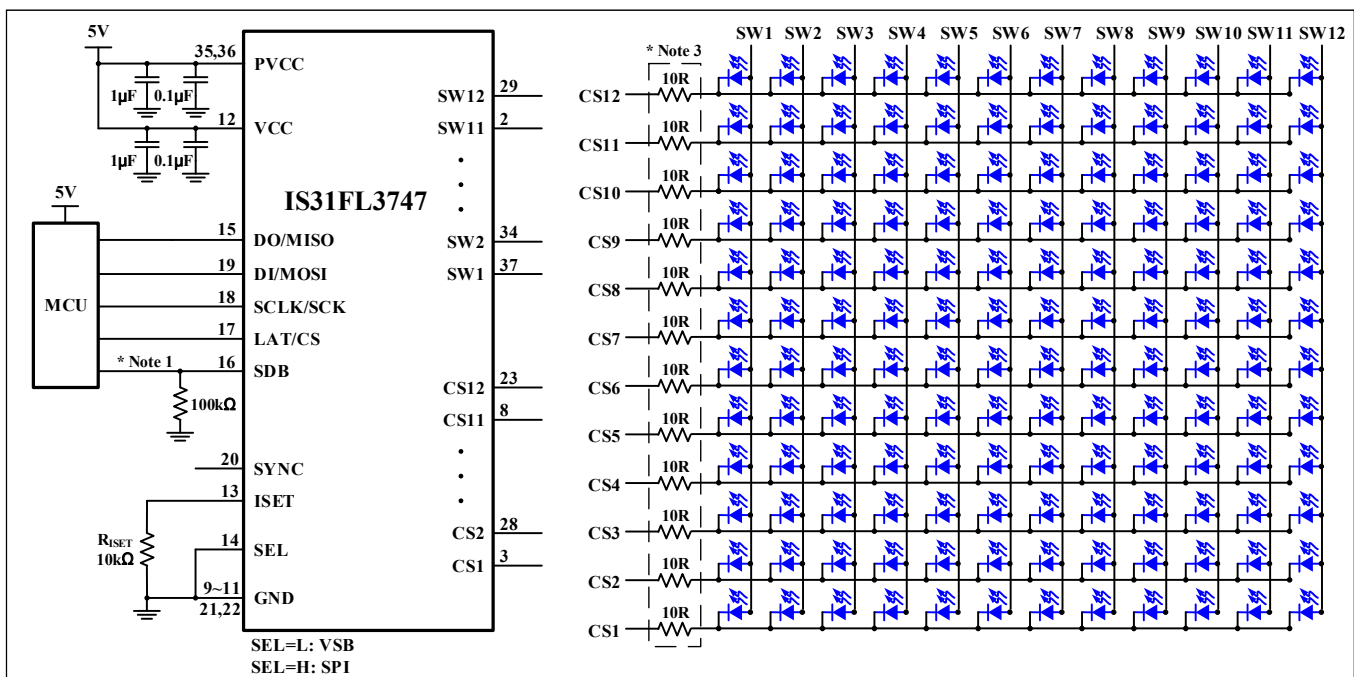 5V
35,36
PVCC
1µF
0.1µF
12
VCC
1µF
0.1µF
5V
MCU
IS31FL3747
15
DO/MISO
19
DI/MOSI
18
SCLK/SCK
17
LAT/CS
* Note 1
16
SDB
100kΩ
20
SYNC
13
ISET
RISET
10kΩ
14
SEL
9~11
GND
21,22
SEL=L: VSB
SEL=H: SPI
29
SW12
2
SW11
34
SW2
37
SW1
23
CS12
8
CS11
28
CS2
3
CS1
SW1 SW2 SW3 SW4 SW5 SW6 SW7 SW8 SW9 SW10 SW11 SW12
* Note 3
10R
CS12
10R
CS11
10R
CS10
10R
CS9
10R
CS8
10R
CS7
10R
CS6
10R
CS5
10R
CS4
10R
CS3
10R
CS2
10R
CS1